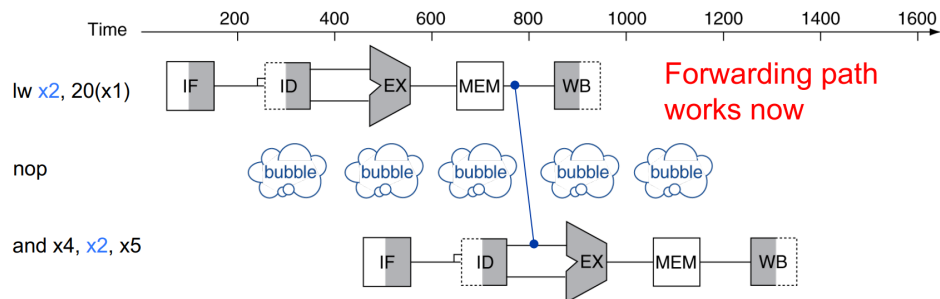 Time 200 400 600 800 1000 1200 1400 1600
lw x2, 20(x1) IF ID EX MEM WB
Forwarding path
works now
nop bubble bubble bubble bubble bubble
and x4, x2, x5 IF ID EX MEM WB